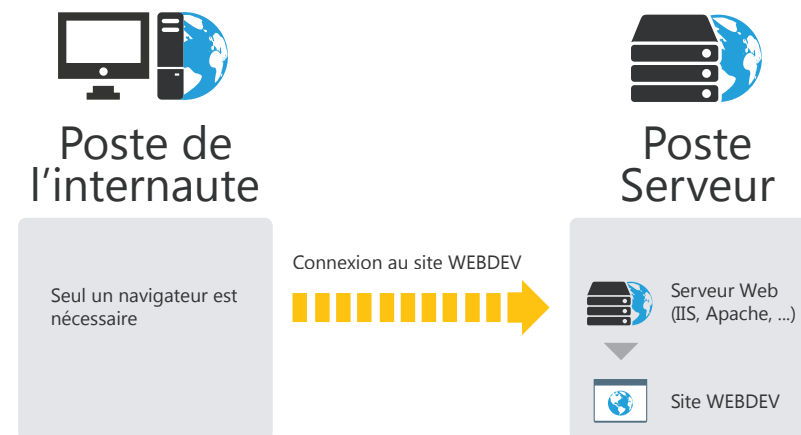 Poste de
l'internaute
Poste
Serveur
Seul un navigateur est
nécessaire
Connexion au site WEBDEV
Serveur Web
(IIS, Apache, ...)
Site WEBDEV